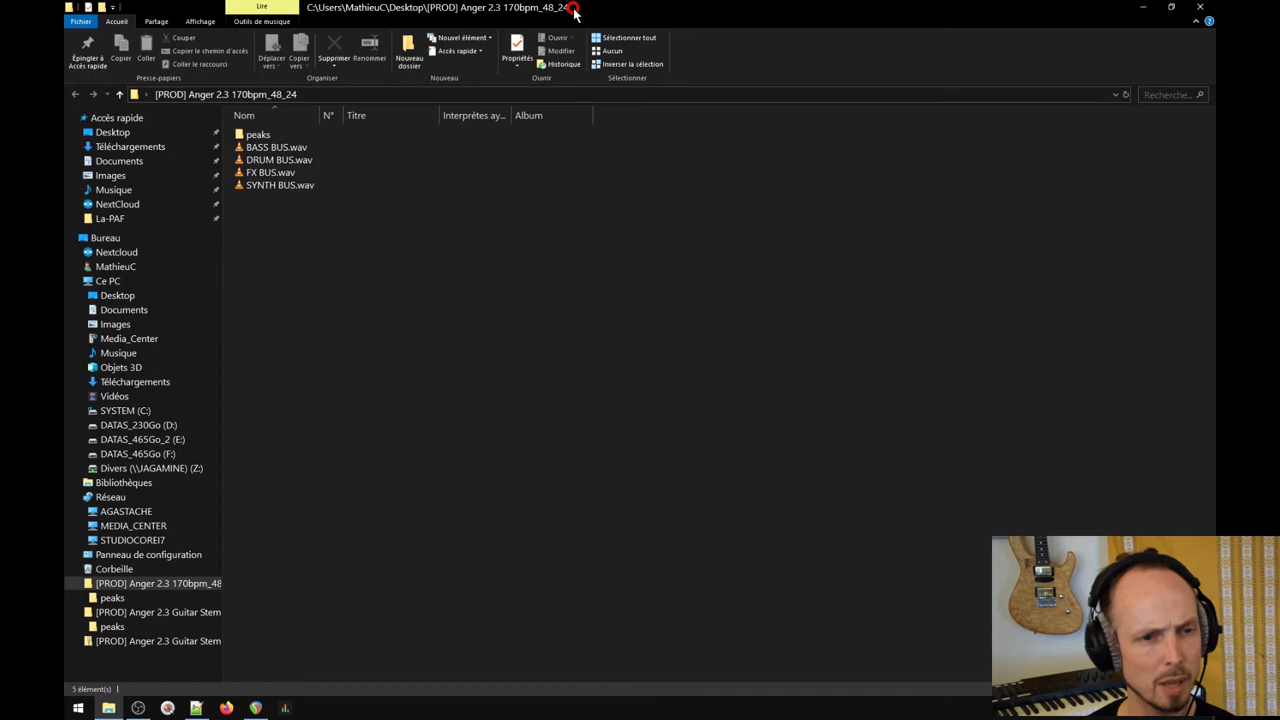 Lire
C:\Users\MathieuC\Desktop\[PROD] Anger 2.3 170bpm_48_24
Fichier
Accueil
Partage
Affichage
Outils de musique
Épingler à Accès rapide
Copier
Coller
Couper
Copier le chemin d'accès
Coller le raccourci
Presse-papiers
Déplacer vers
Copier vers
Supprimer
Renommer
Organiser
Nouveau dossier
Nouvel élément
Accès rapide
Nouveau
Propriétés
Ouvrir
Modifier
Historique
Ouvrir
Sélectionner tout
Aucun
Inverser la sélection
Sélectionner
[PROD] Anger 2.3 170bpm_48_24
Recherche...
Nom
N°
Titre
Interprètes ay...
Album
peaks
BASS BUS.wav
DRUM BUS.wav
FX BUS.wav
SYNTH BUS.wav
Accès rapide
Desktop
Téléchargements
Documents
Images
Musique
NextCloud
La-PAF
Bureau
Nextcloud
MathieuC
Ce PC
Desktop
Documents
Images
Media_Center
Musique
Objets 3D
Téléchargements
Vidéos
SYSTEM (C:)
DATAS_230Go (D:)
DATAS_465Go_2 (E:)
DATAS_465Go (F:)
Divers (\\JAGAMINE) (Z:)
Bibliothèques
Réseau
AGASTACHE
MEDIA_CENTER
STUDIOCOREI7
Panneau de configuration
Corbeille
[PROD] Anger 2.3 170bpm_48
peaks
[PROD] Anger 2.3 Guitar Stem
peaks
[PROD] Anger 2.3 Guitar Stem
5 élément(s)